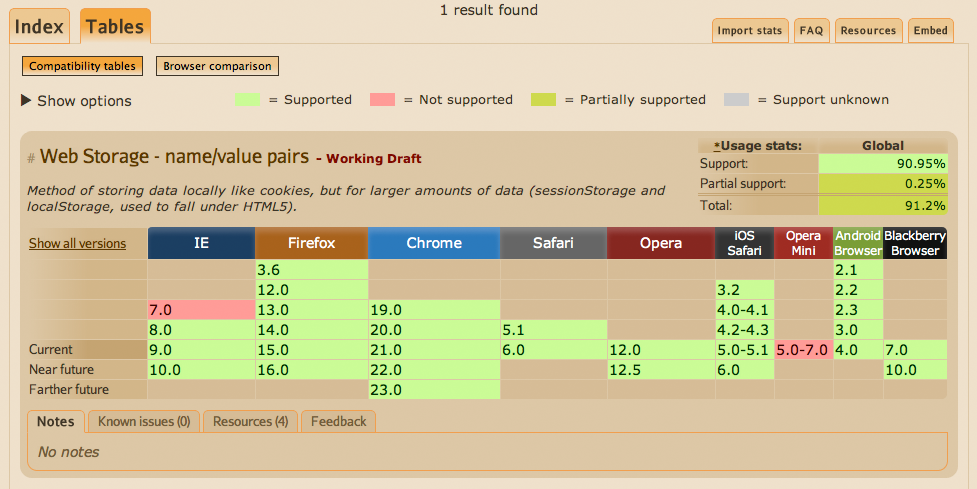 1 result found
Index Tables
Import stats FAQ Resources Embed
Compatibility tables Browser comparison
▶ Show options = Supported = Not supported = Partially supported = Support unknown
# Web Storage - name/value pairs - Working Draft
Method of storing data locally like cookies, but for larger amounts of data (sessionStorage and
localStorage, used to fall under HTML5).
*Usage stats: Global
Support: 90.95%
Partial support: 0.25%
Total: 91.2%
Show all versions IE Firefox Chrome Safari Opera iOS Safari Opera Mini Android Browser Blackberry Browser
3.6 2.1
12.0 3.2 2.2
7.0 13.0 19.0 4.0-4.1 2.3
8.0 14.0 20.0 5.1 4.2-4.3 3.0
Current 9.0 15.0 21.0 6.0 12.0 5.0-5.1 5.0-7.0 4.0 7.0
Near future 10.0 16.0 22.0 12.5 6.0 10.0
Farther future 23.0
Notes Known issues (0) Resources (4) Feedback
No notes